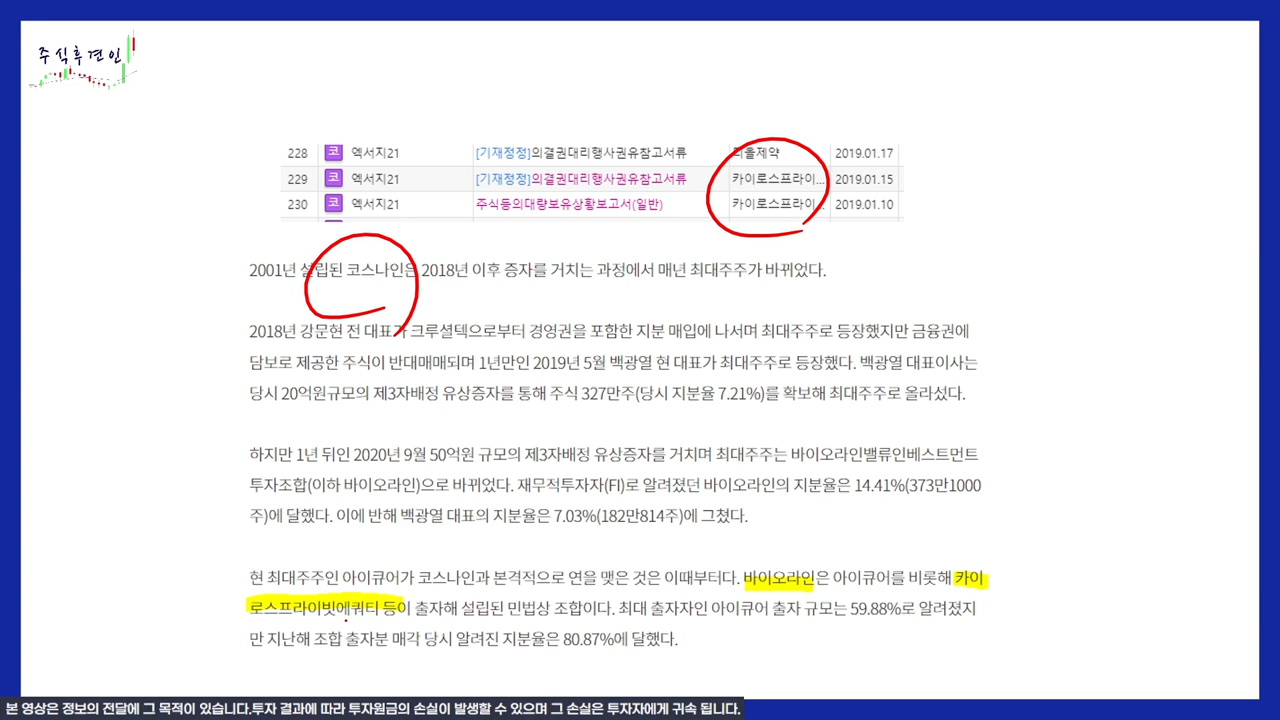 주식후견인
228 코 엑서지21 [기재정정]의결권대리행사권유참고서류 리올제약 2019.01.17
229 코 엑서지21 [기재정정]의결권대리행사권유참고서류 카이로스프라이... 2019.01.15
230 코 엑서지21 주식등의대량보유상황보고서(일반) 카이로스프라이... 2019.01.10
2001년 설립된 코스나인은 2018년 이후 증자를 거치는 과정에서 매년 최대주주가 바뀌었다.
2018년 강문현 전 대표가 크루셜텍으로부터 경영권을 포함한 지분 매입에 나서며 최대주주로 등장했지만 금융권에
담보로 제공한 주식이 반대매매되며 1년만인 2019년 5월 백광열 현 대표가 최대주주로 등장했다. 백광열 대표이사는
당시 20억원규모의 제3자배정 유상증자를 통해 주식 327만주(당시 지분율 7.21%)를 확보해 최대주주로 올라섰다.
하지만 1년 뒤인 2020년 9월 50억원 규모의 제3자배정 유상증자를 거치며 최대주주는 바이오라인밸류인베스트먼트
투자조합(이하 바이오라인)으로 바뀌었다. 재무적투자자(FI)로 알려졌던 바이오라인의 지분율은 14.41%(373만1000
주)에 달했다. 이에 반해 백광열 대표의 지분율은 7.03%(182만814주)에 그쳤다.
현 최대주주인 아이큐어가 코스나인과 본격적으로 연을 맺은 것은 이때부터다. 바이오라인은 아이큐어를 비롯해 카이
로스프라이빗에쿼티 등이 출자해 설립된 민법상 조합이다. 최대 출자자인 아이큐어 출자 규모는 59.88%로 알려졌지
만 지난해 조합 출자분 매각 당시 알려진 지분율은 80.87%에 달했다.
본 영상은 정보의 전달에 그 목적이 있습니다.투자 결과에 따라 투자원금의 손실이 발생할 수 있으며 그 손실은 투자자에게 귀속 됩니다.